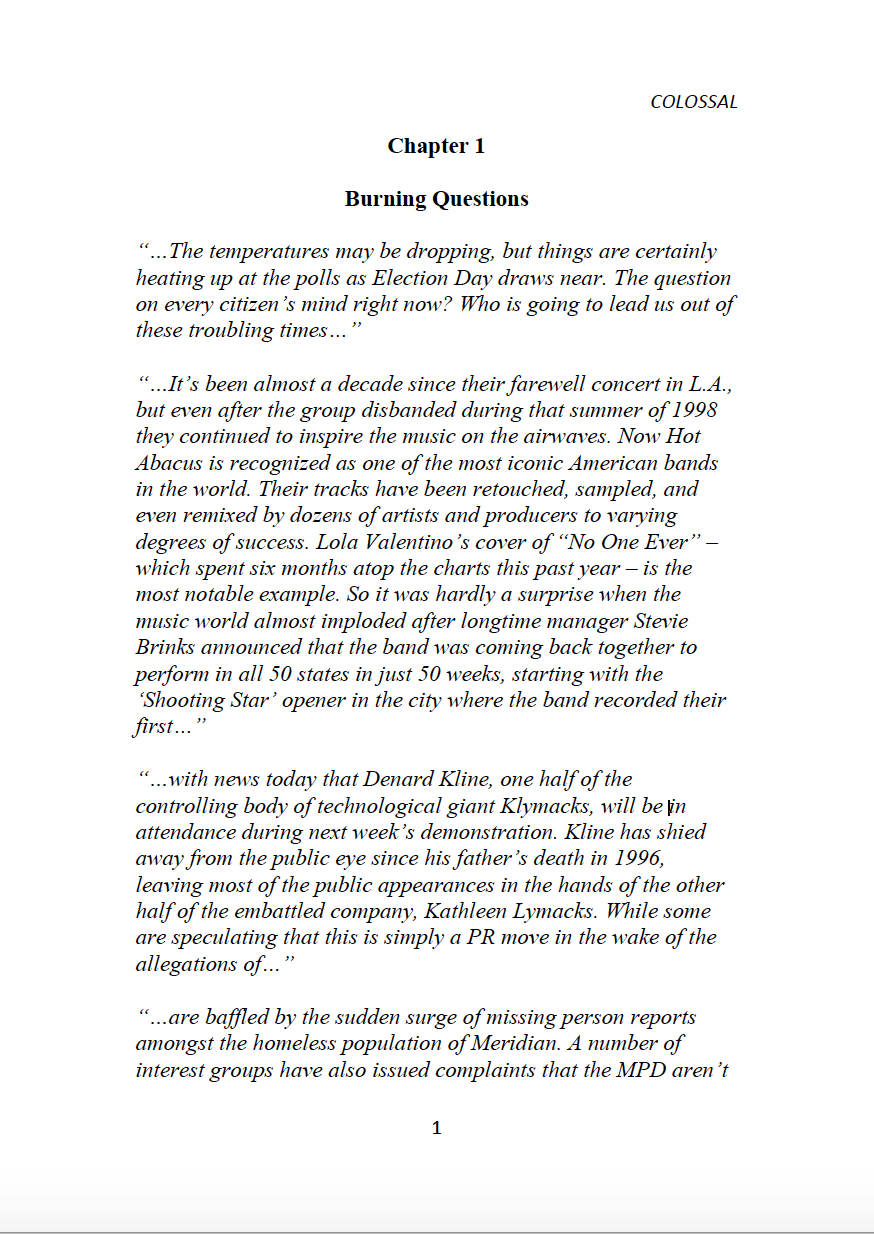 COLOSSAL
Chapter 1
Burning Questions
“…The temperatures may be dropping, but things are certainly
heating up at the polls as Election Day draws near. The question
on every citizen’s mind right now? Who is going to lead us out of
these troubling times…”
“…It’s been almost a decade since their farewell concert in L.A.,
but even after the group disbanded during that summer of 1998
they continued to inspire the music on the airwaves. Now Hot
Abacus is recognized as one of the most iconic American bands
in the world. Their tracks have been retouched, sampled, and
even remixed by dozens of artists and producers to varying
degrees of success. Lola Valentino’s cover of “No One Ever” –
which spent six months atop the charts this past year – is the
most notable example. So it was hardly a surprise when the
music world almost imploded after longtime manager Stevie
Brinks announced that the band was coming back together to
perform in all 50 states in just 50 weeks, starting with the
‘Shooting Star’ opener in the city where the band recorded their
first…”
“…with news today that Denard Kline, one half of the
controlling body of technological giant Klymacks, will be in
attendance during next week’s demonstration. Kline has shied
away from the public eye since his father’s death in 1996,
leaving most of the public appearances in the hands of the other
half of the embattled company, Kathleen Lymacks. While some
are speculating that this is simply a PR move in the wake of the
allegations of…”
“…are baffled by the sudden surge of missing person reports
amongst the homeless population of Meridian. A number of
interest groups have also issued complaints that the MPD aren’t
1